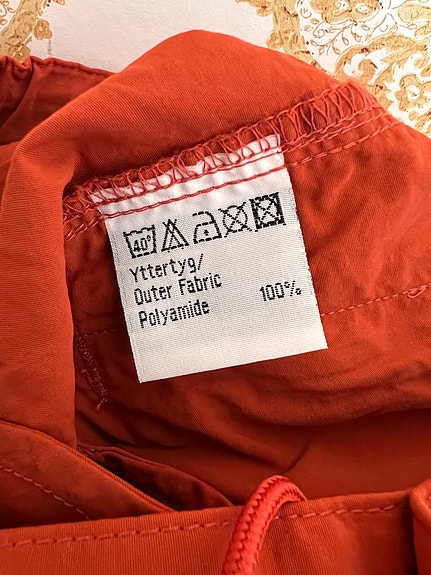 40°
Yttertyg/
Outer Fabric
Polyamide 100%